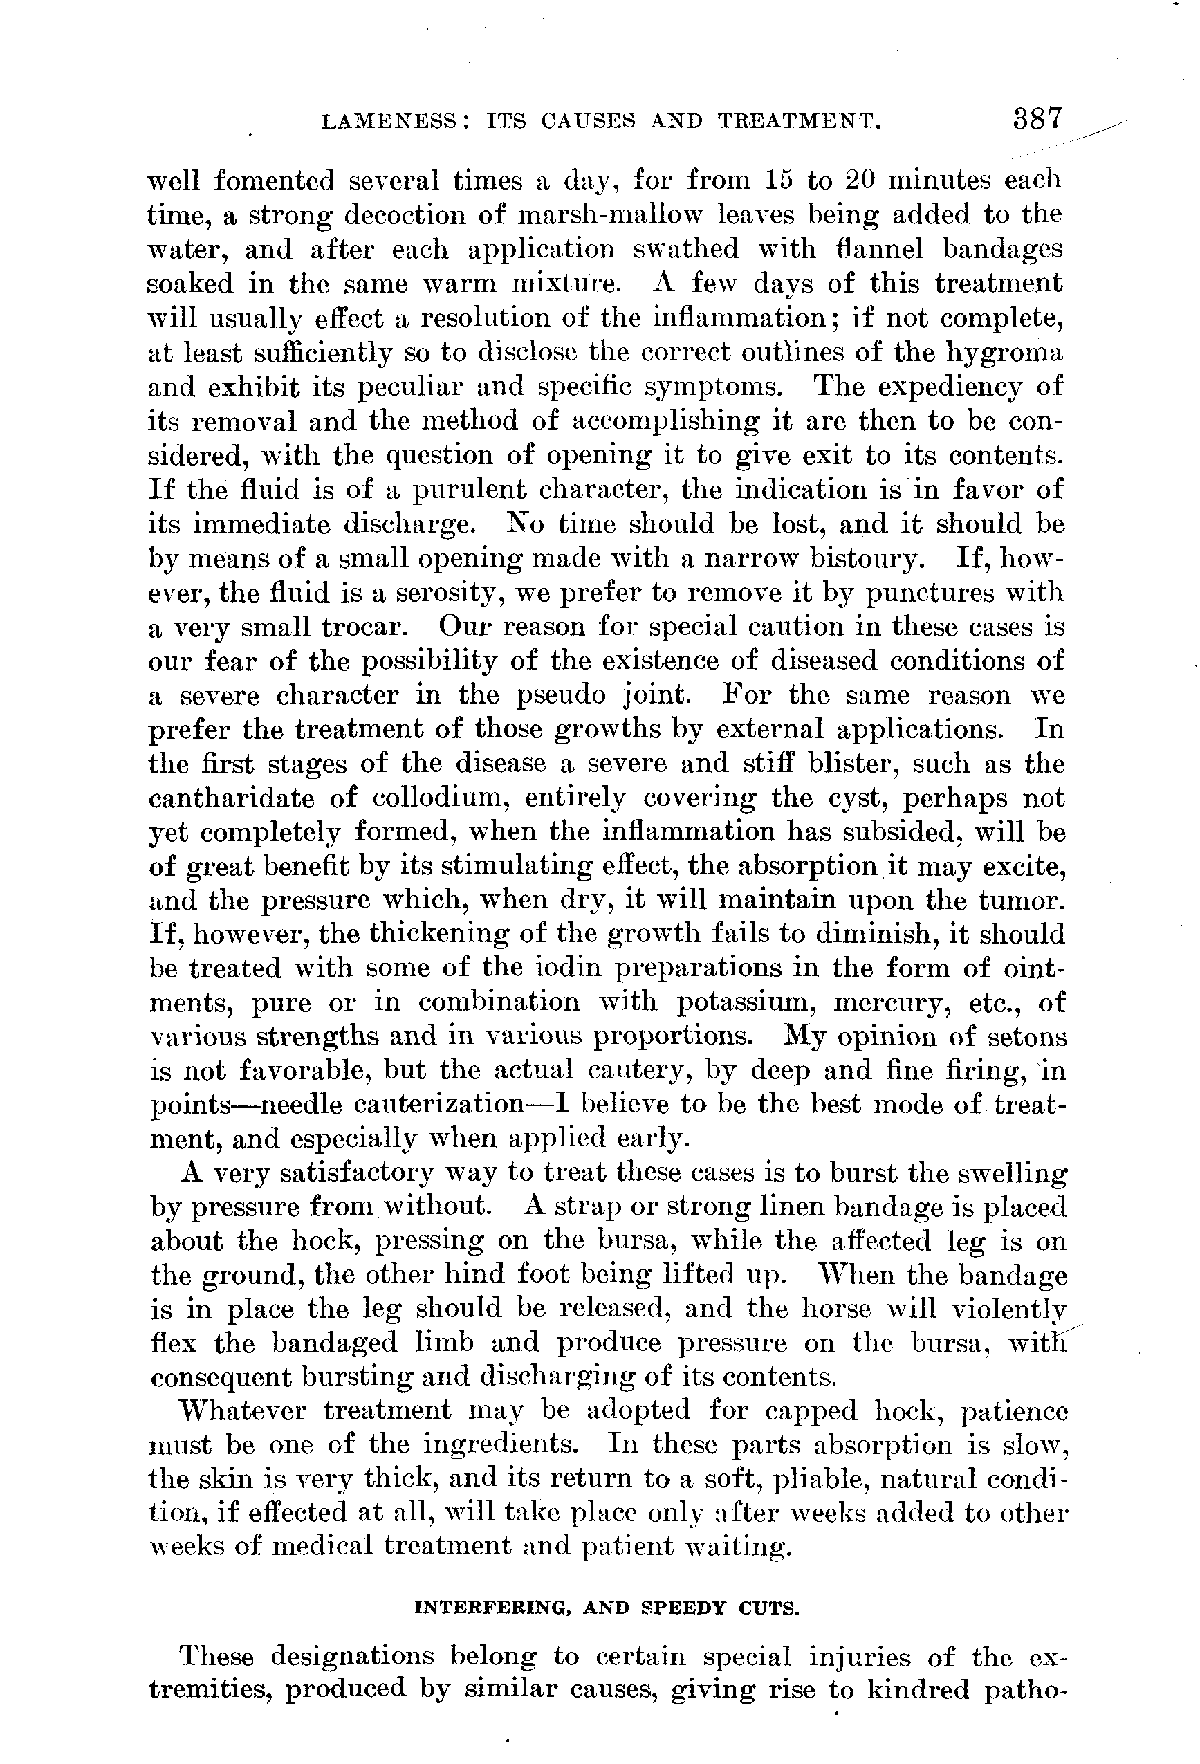 LAMENESS: ITS CAUSES AND TREATMENT. 387
well fomented several times a day, for from 15 to 20 minutes each
time, a strong decoction of marsh-mallow leaves being added to the
water, and after each application swathed with flannel bandages
soaked in the same warm mixture. A few days of this treatment
will usually effect a resolution of the inflammation; if not complete,
at least sufficiently so to disclose the correct outlines of the hygroma
and exhibit its peculiar and specific symptoms. The expediency of
its removal and the method of accomplishing it are then to be con-
sidered, with the question of opening it to give exit to its contents.
If the fluid is of a purulent character, the indication is in favor of
its immediate discharge. No time should be lost, and it should be
by means of a small opening made with a narrow bistoury. If, how-
ever, the fluid is a serosity, we prefer to remove it by punctures with
a very small trocar. Our reason for special caution in these cases is
our fear of the possibility of the existence of diseased conditions of
a severe character in the pseudo joint. For the same reason we
prefer the treatment of those growths by external applications. In
the first stages of the disease a severe and stiff blister, such as the
cantharidate of collodium, entirely covering the cyst, perhaps not
yet completely formed, when the inflammation has subsided, will be
of great benefit by its stimulating effect, the absorption it may excite,
and the pressure which, when dry, it will maintain upon the tumor.
If, however, the thickening of the growth fails to diminish, it should
be treated with some of the iodin preparations in the form of oint-
ments, pure or in combination with potassium, mercury, etc., of
various strengths and in various proportions. My opinion of setons
is not favorable, but the actual cautery, by deep and fine firing, in
points—needle cauterization—I believe to be the best mode of treat-
ment, and especially when applied early.
A very satisfactory way to treat these cases is to burst the swelling
by pressure from without. A strap or strong linen bandage is placed
about the hock, pressing on the bursa, while the affected leg is on
the ground, the other hind foot being lifted up. When the bandage
is in place the leg should be released, and the horse will violently
flex the bandaged limb and produce pressure on the bursa, with
consequent bursting and discharging of its contents.
Whatever treatment may be adopted for capped hock, patience
must be one of the ingredients. In these parts absorption is slow,
the skin is very thick, and its return to a soft, pliable, natural condi-
tion, if effected at all, will take place only after weeks added to other
weeks of medical treatment and patient waiting.
INTERFERING, AND SPEEDY CUTS.
These designations belong to certain special injuries of the ex-
tremities, produced by similar causes, giving rise to kindred patho-